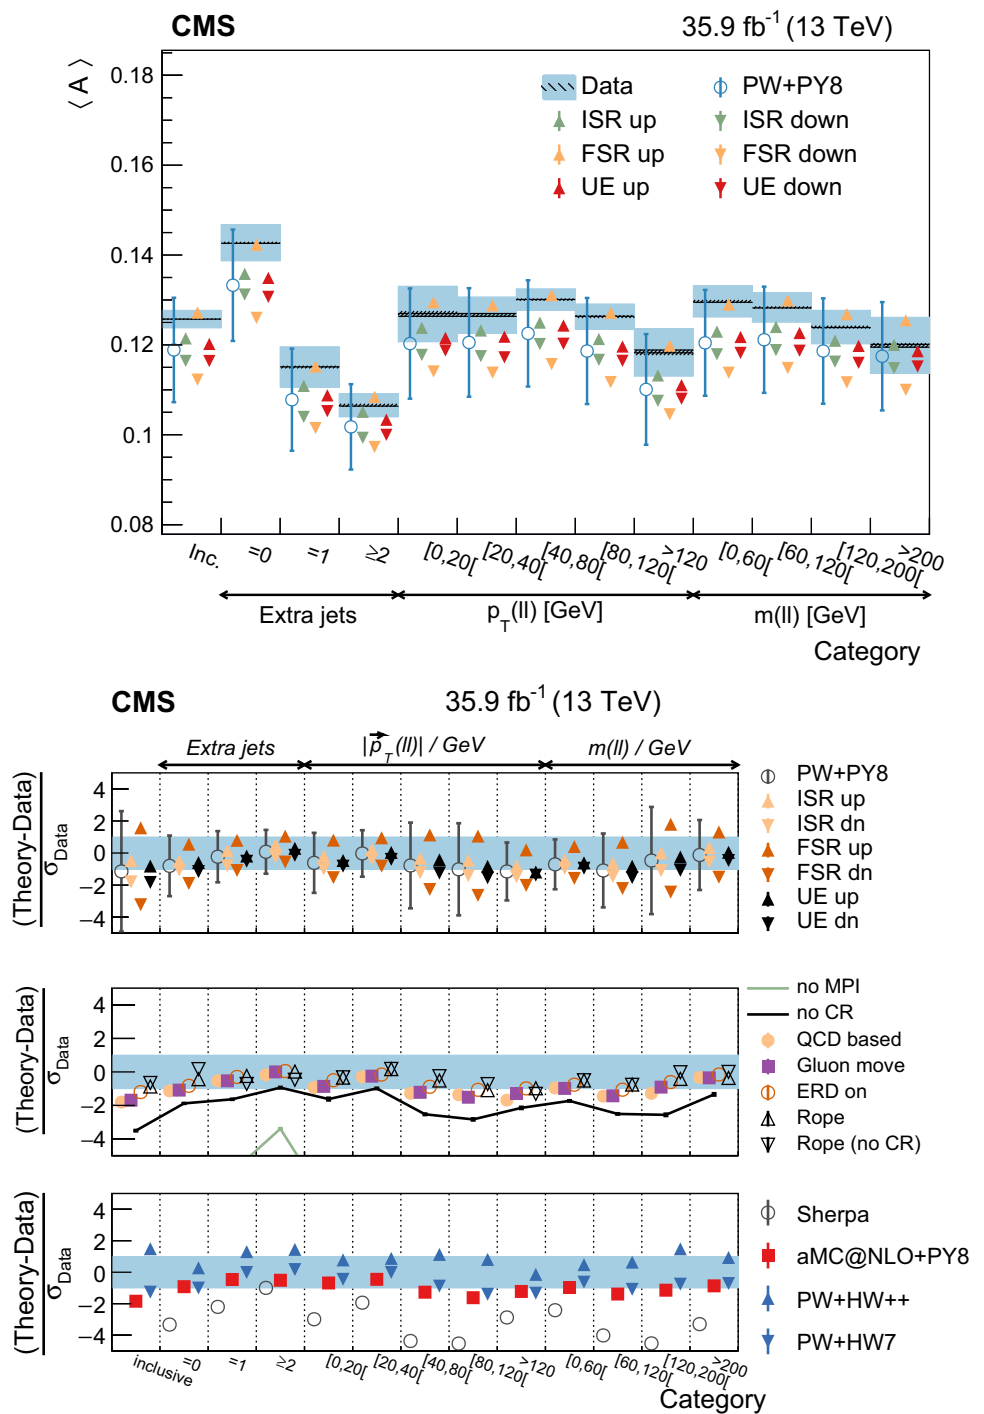 CMS 35.9 fb⁻¹ (13 TeV)
⟨A⟩
0.18
0.16
0.14
0.12
0.1
0.08
Data PW+PY8
ISR up ISR down
FSR up FSR down
UE up UE down
Inc. =0 =1 ≥2 [0,20[ [20,40[ [40,80[ [80,120[ >120 [0,60[ [60,120[ [120,200[ >200
Extra jets p_T(ll) [GeV] m(ll) [GeV]
Category
CMS 35.9 fb⁻¹ (13 TeV)
Extra jets |p⃗_T(ll)| / GeV m(ll) / GeV
(Theory-Data)
σ_Data
4
2
0
−2
−4
PW+PY8
ISR up
ISR dn
FSR up
FSR dn
UE up
UE dn
(Theory-Data)
σ_Data
4
2
0
−2
−4
no MPI
no CR
QCD based
Gluon move
ERD on
Rope
Rope (no CR)
(Theory-Data)
σ_Data
4
2
0
−2
−4
Sherpa
aMC@NLO+PY8
PW+HW++
PW+HW7
inclusive =0 =1 ≥2 [0,20[ [20,40[ [40,80[ [80,120[ >120 [0,60[ [60,120[ [120,200[ >200
Category